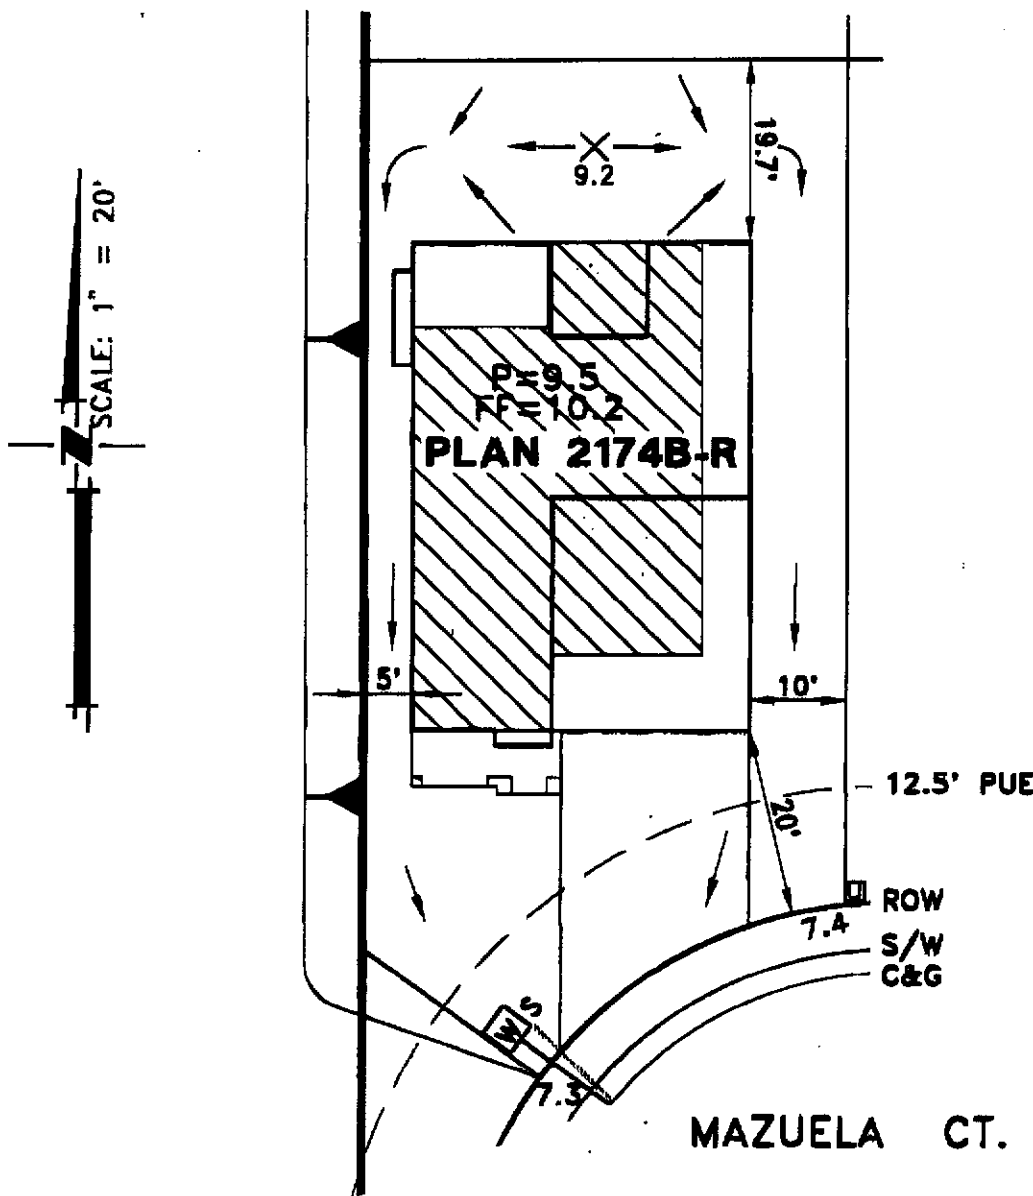 19.7'
9.2
SCALE: 1" = 20'
N
P=9.5
FF=10.2
PLAN 2174B-R
5'
10'
12.5' PUE
20'
ROW
7.4
S/W
C&G
S
W
7.3
MAZUELA CT.